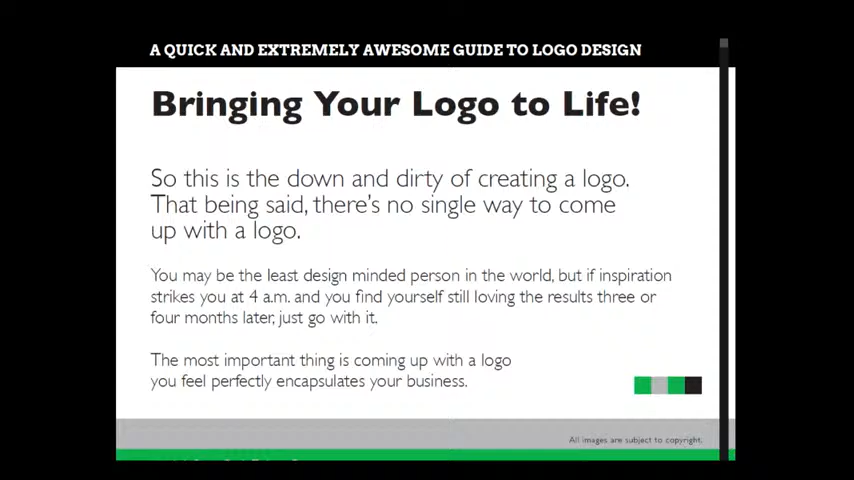 A QUICK AND EXTREMELY AWESOME GUIDE TO LOGO DESIGN
Bringing Your Logo to Life!
So this is the down and dirty of creating a logo.
That being said, there's no single way to come
up with a logo.
You may be the least design minded person in the world, but if inspiration
strikes you at 4 a.m. and you find yourself still loving the results three or
four months later, just go with it.
The most important thing is coming up with a logo
you feel perfectly encapsulates your business.
All images are subject to copyright.